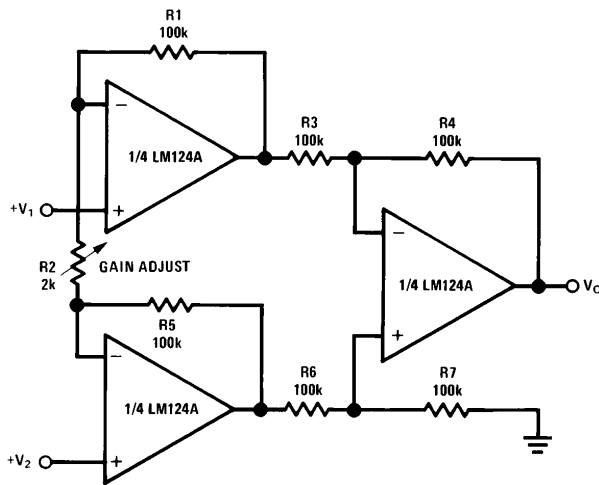 R1
100k
−
1/4 LM124A
+V1
+
R3
100k
R4
100k
R2
2k
GAIN ADJUST
−
1/4 LM124A
+
VO
R5
100k
−
1/4 LM124A
+V2
+
R6
100k
R7
100k